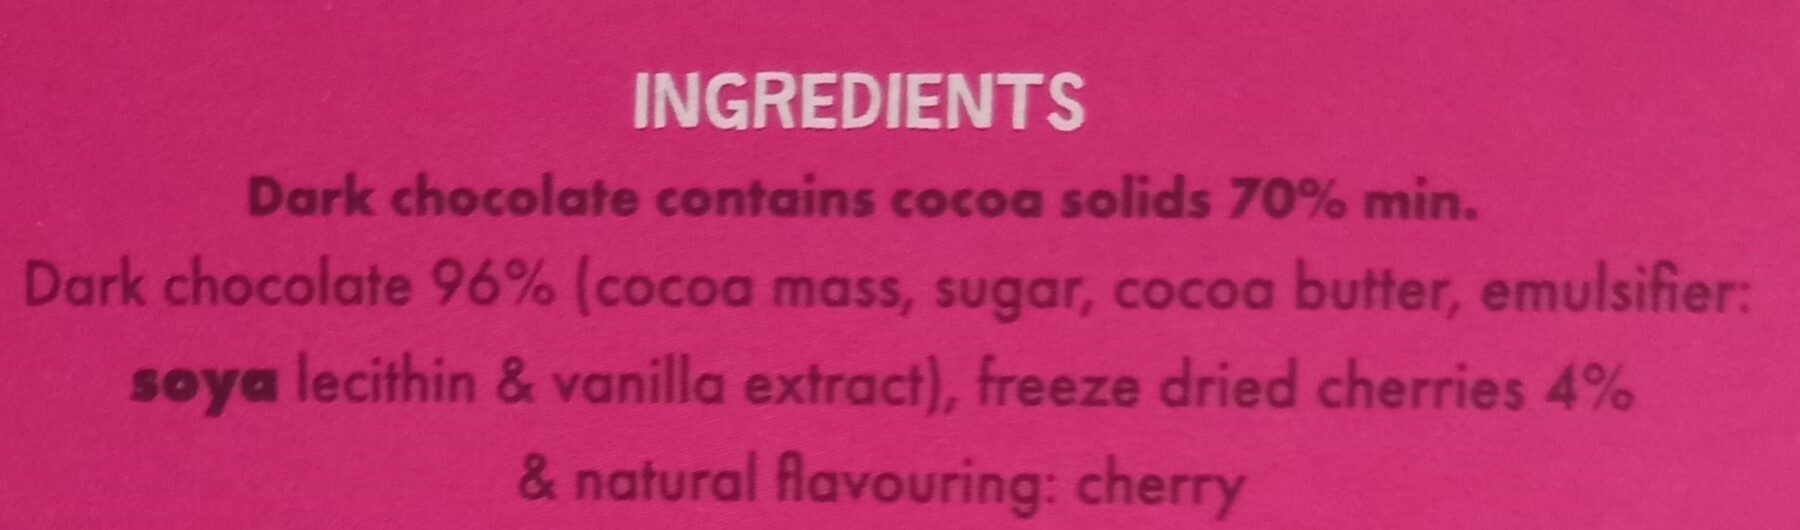 INGREDIENTS
Dark chocolate contains cocoa solids 70% min.
Dark chocolate 96% (cocoa mass, sugar, cocoa butter, emulsifier:
soya lecithin & vanilla extract), freeze dried cherries 4%
& natural flavouring: cherry